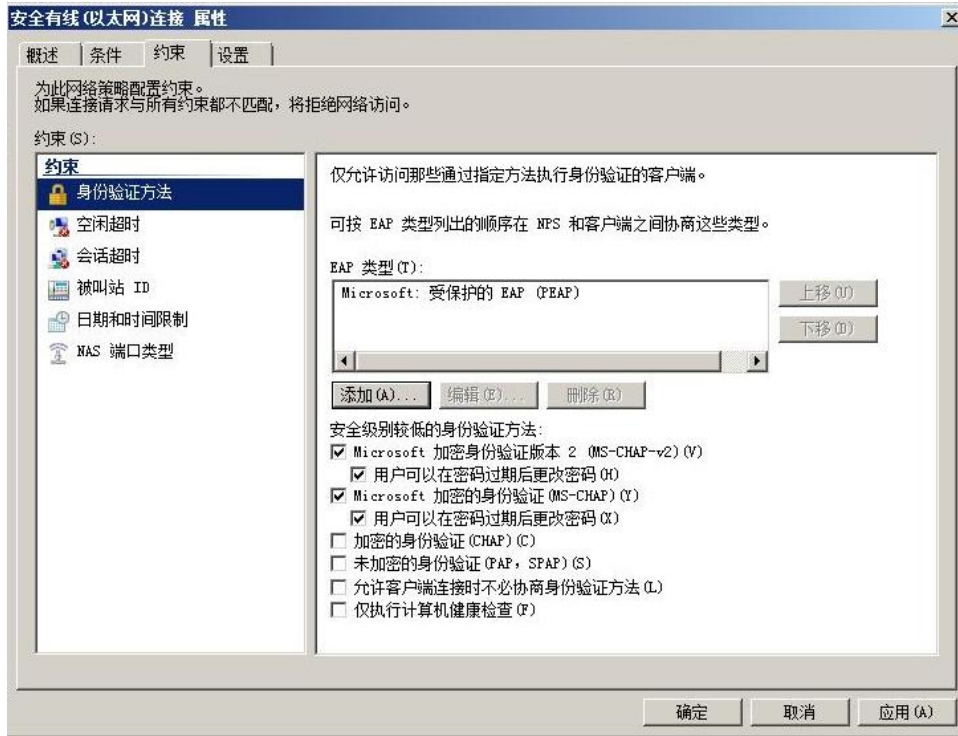 安全有线(以太网)连接 属性
概述 条件 约束 设置
为此网络策略配置约束。
如果连接请求与所有约束都不匹配，将拒绝网络访问。
约束(S):
约束
身份验证方法
空闲超时
会话超时
被叫站 ID
日期和时间限制
NAS 端口类型
仅允许访问那些通过指定方法执行身份验证的客户端。
可按 EAP 类型列出的顺序在 NPS 和客户端之间协商这些类型。
EAP 类型(T):
Microsoft: 受保护的 EAP (PEAP)
上移(U)
下移(D)
添加(A)... 编辑(E)... 删除(R)
安全级别较低的身份验证方法:
Microsoft 加密身份验证版本 2 (MS-CHAP-v2)(V)
用户可以在密码过期后更改密码(H)
Microsoft 加密的身份验证(MS-CHAP)(Y)
用户可以在密码过期后更改密码(X)
加密的身份验证(CHAP)(C)
未加密的身份验证(PAP，SPAP)(S)
允许客户端连接时不必协商身份验证方法(L)
仅执行计算机健康检查(F)
确定 取消 应用(A)